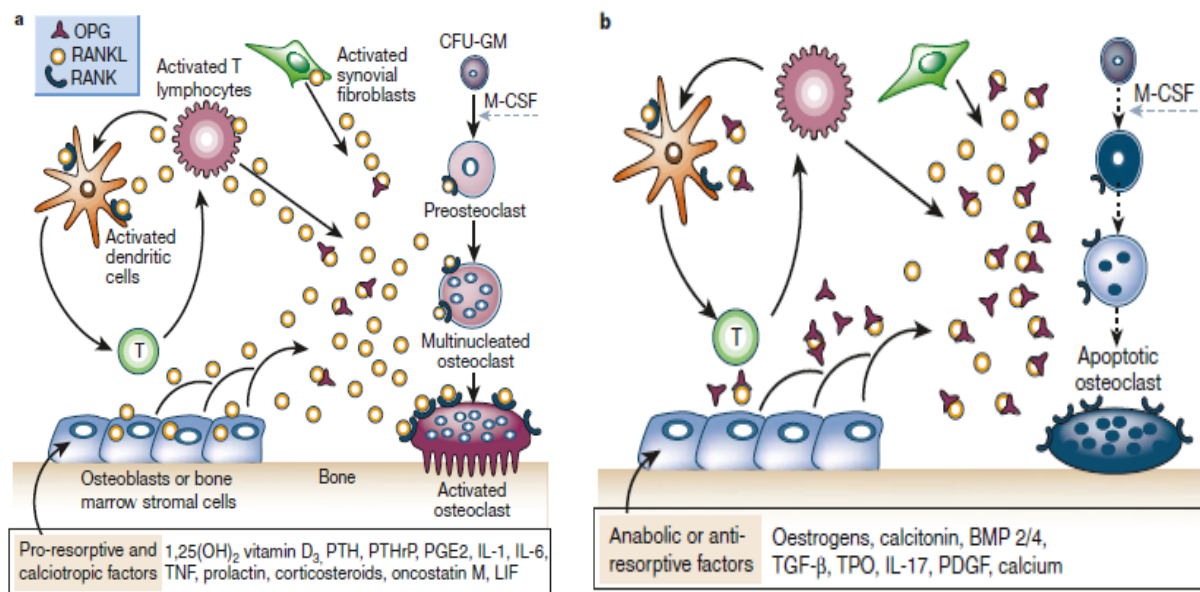 a
OPG
RANKL
RANK
Activated T
lymphocytes
Activated
synovial
fibroblasts
CFU-GM
M-CSF
Preosteoclast
Activated
dendritic
cells
T
Multinucleated
osteoclast
Osteoblasts or bone
marrow stromal cells
Bone
Activated
osteoclast
Pro-resorptive and
calciotropic factors
1,25(OH)₂ vitamin D₃, PTH, PTHrP, PGE2, IL-1, IL-6,
TNF, prolactin, corticosteroids, oncostatin M, LIF
b
M-CSF
T
Apoptotic
osteoclast
Anabolic or anti-
resorptive factors
Oestrogens, calcitonin, BMP 2/4,
TGF-β, TPO, IL-17, PDGF, calcium